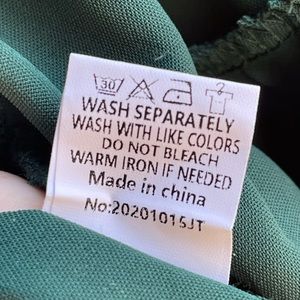 30
WASH SEPARATELY
WASH WITH LIKE COLORS
DO NOT BLEACH
WARM IRON IF NEEDED
Made in china
No:20201015JT